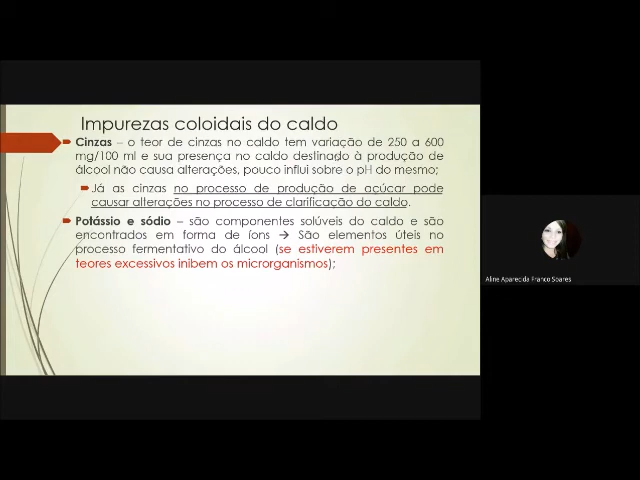 Impurezas coloidais do caldo
Cinzas – o teor de cinzas no caldo tem variação de 250 a 600
mg/100 ml e sua presença no caldo destinado à produção de
álcool não causa alterações, pouco influi sobre o pH do mesmo;
Já as cinzas no processo de produção de açúcar pode
causar alterações no processo de clarificação do caldo.
Potássio e sódio – são componentes solúveis do caldo e são
encontrados em forma de íons → São elementos úteis no
processo fermentativo do álcool (se estiverem presentes em
teores excessivos inibem os microrganismos);
Aline Aparecida Franco Soares